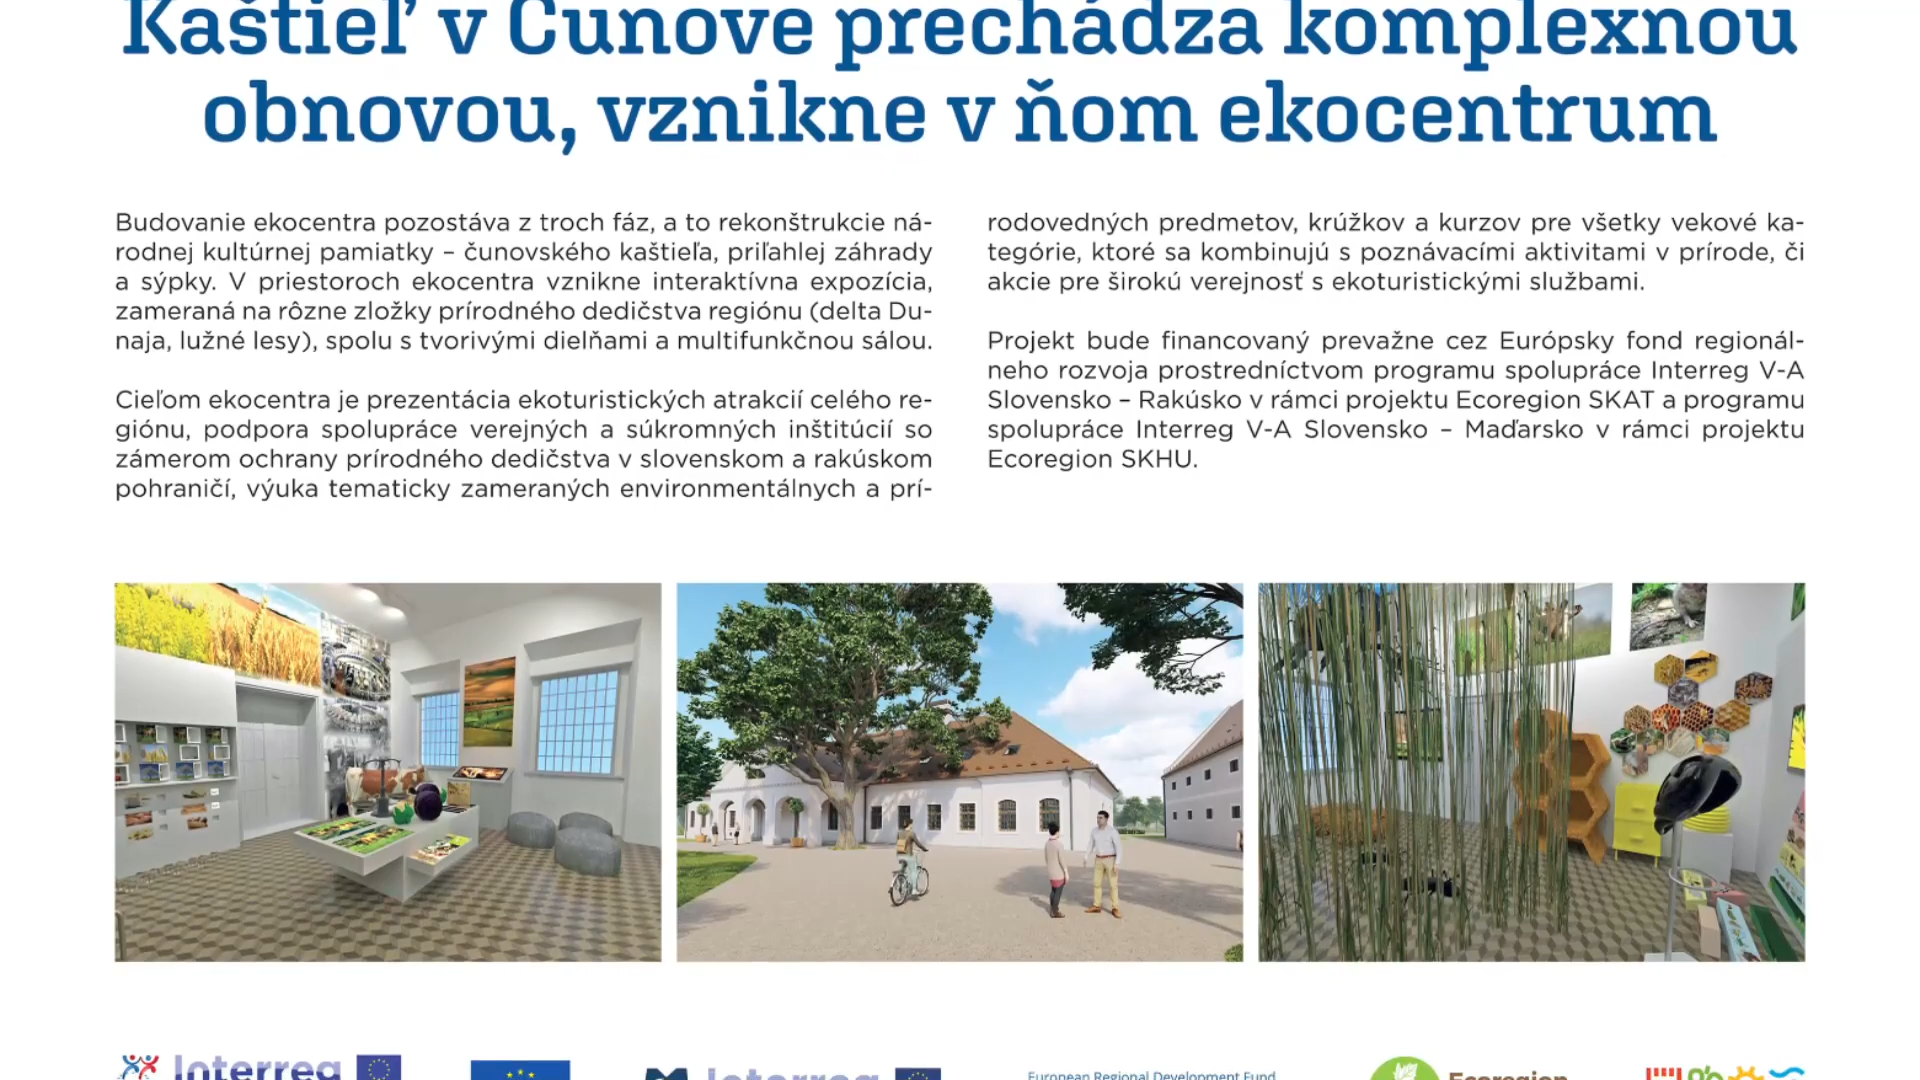 Kaštieľ v Čunove prechádza komplexnou
obnovou, vznikne v ňom ekocentrum
Budovanie ekocentra pozostáva z troch fáz, a to rekonštrukcie ná-
rodnej kultúrnej pamiatky – čunovského kaštieľa, priľahlej záhrady
a sýpky. V priestoroch ekocentra vznikne interaktívna expozícia,
zameraná na rôzne zložky prírodného dedičstva regiónu (delta Du-
naja, lužné lesy), spolu s tvorivými dielňami a multifunkčnou sálou.
Cieľom ekocentra je prezentácia ekoturistických atrakcií celého re-
giónu, podpora spolupráce verejných a súkromných inštitúcií so
zámerom ochrany prírodného dedičstva v slovenskom a rakúskom
pohraničí, výuka tematicky zameraných environmentálnych a prí-
rodovedných predmetov, krúžkov a kurzov pre všetky vekové ka-
tegórie, ktoré sa kombinujú s poznávacími aktivitami v prírode, či
akcie pre širokú verejnosť s ekoturistickými službami.
Projekt bude financovaný prevažne cez Európsky fond regionál-
neho rozvoja prostredníctvom programu spolupráce Interreg V-A
Slovensko – Rakúsko v rámci projektu Ecoregion SKAT a programu
spolupráce Interreg V-A Slovensko – Maďarsko v rámci projektu
Ecoregion SKHU.
Interreg
Interreg
European Regional Development Fund
Ecoregion